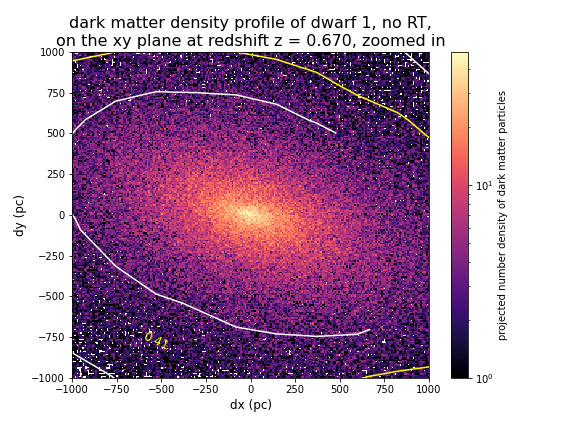 dark matter density profile of dwarf 1, no RT,
on the xy plane at redshift z = 0.670, zoomed in
1000
750
500
250
0
−250
−500
−750
−1000
dy (pc)
0.41
−1000 −750 −500 −250 0 250 500 750 1000
dx (pc)
10¹
10⁰
projected number density of dark matter particles